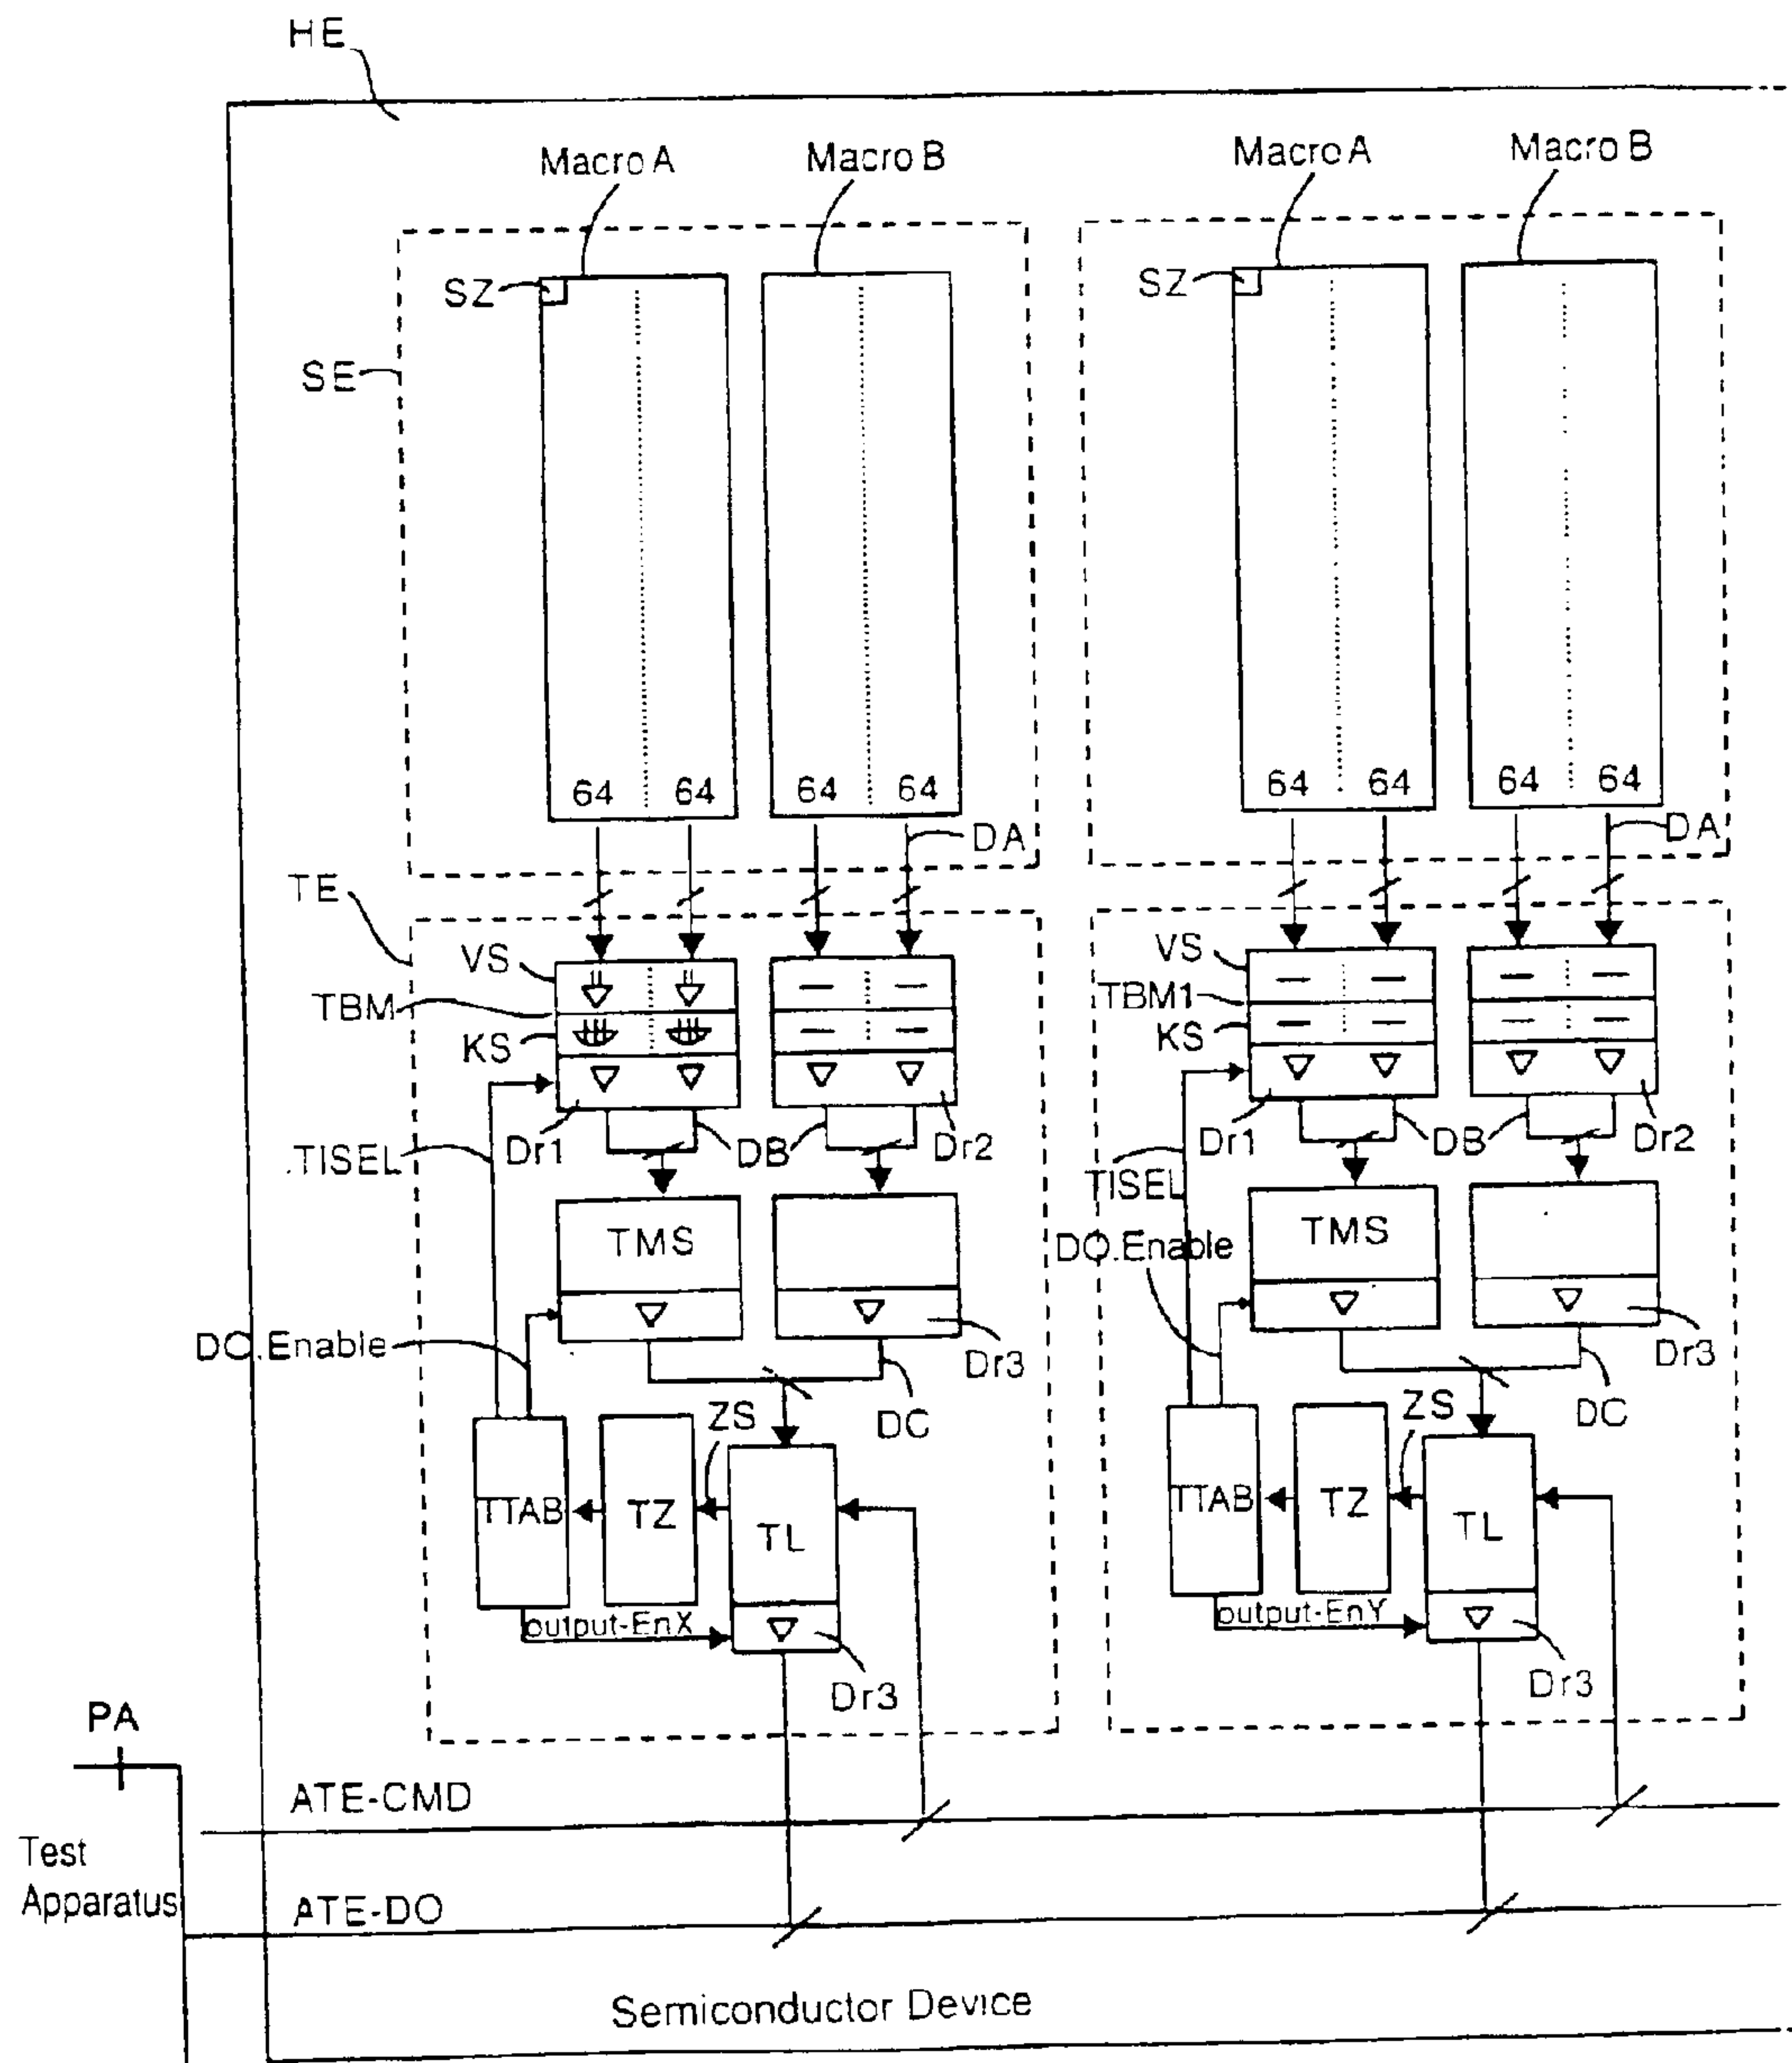 HE
Macro A Macro B Macro A Macro B
SZ SZ
SE
64 64 64 64 64 64 64 64
DA DA
TE
VS VS
TBM TBM1
KS KS
.TISEL Dr1 DB Dr2 TISEL Dr1 DB Dr2
TMS TMS
DO.Enable
DO.Enable Dr3 Dr3
ZS DC ZS DC
TTAB TZ TL TTAB TZ TL
output-EnX output-EnY
Dr3 Dr3
PA
ATE-CMD
Test
Apparatus
ATE-DO
Semiconductor Device